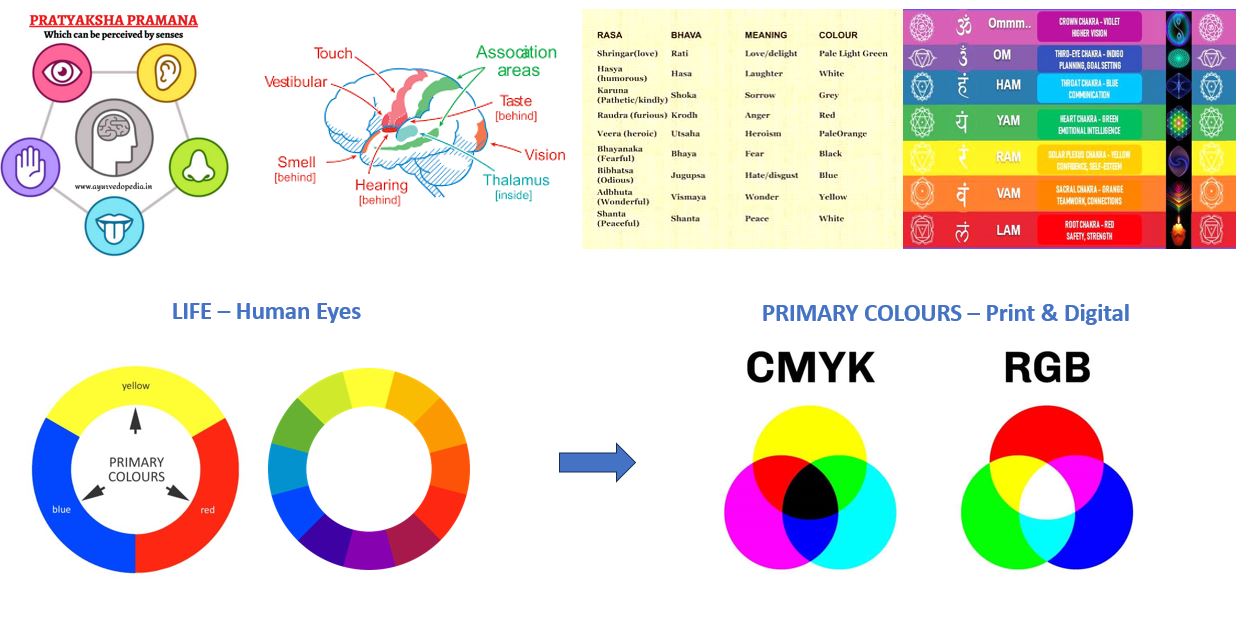 PRATYAKSHA PRAMANA
Which can be perceived by senses
www.ayurvedopedia.in
Touch
Vestibular
Association
areas
Taste
[behind]
Smell
[behind]
Hearing
[behind]
Vision
Thalamus
[inside]
RASA BHAVA MEANING COLOUR
Shringar(love) Rati Love/delight Pale Light Green
Hasya
(humorous) Hasa Laughter White
Karuna
(Pathetic/kindly) Shoka Sorrow Grey
Raudra (furious) Krodh Anger Red
Veera (heroic) Utsaha Heroism PaleOrange
Bhayanaka
(Fearful) Bhaya Fear Black
Bibhatsa
(Odious) Jugupsa Hate/disgust Blue
Adbhuta
(Wonderful) Vismaya Wonder Yellow
Shanta
(Peaceful) Shanta Peace White
ॐ Ommm.. CROWN CHAKRA - VIOLET
HIGHER VISION
OM THIRD-EYE CHAKRA - INDIGO
PLANNING, GOAL SETTING
हं HAM THROAT CHAKRA - BLUE
COMMUNICATION
यं YAM HEART CHAKRA - GREEN
EMOTIONAL INTELLIGENCE
रं RAM SOLAR PLEXUS CHAKRA - YELLOW
CONFIDENCE, SELF-ESTEEM
वं VAM SACRAL CHAKRA - ORANGE
TEAMWORK, CONNECTIONS
लं LAM ROOT CHAKRA - RED
SAFETY, STRENGTH
LIFE – Human Eyes
PRIMARY COLOURS – Print & Digital
yellow
PRIMARY
COLOURS
blue
red
CMYK
RGB